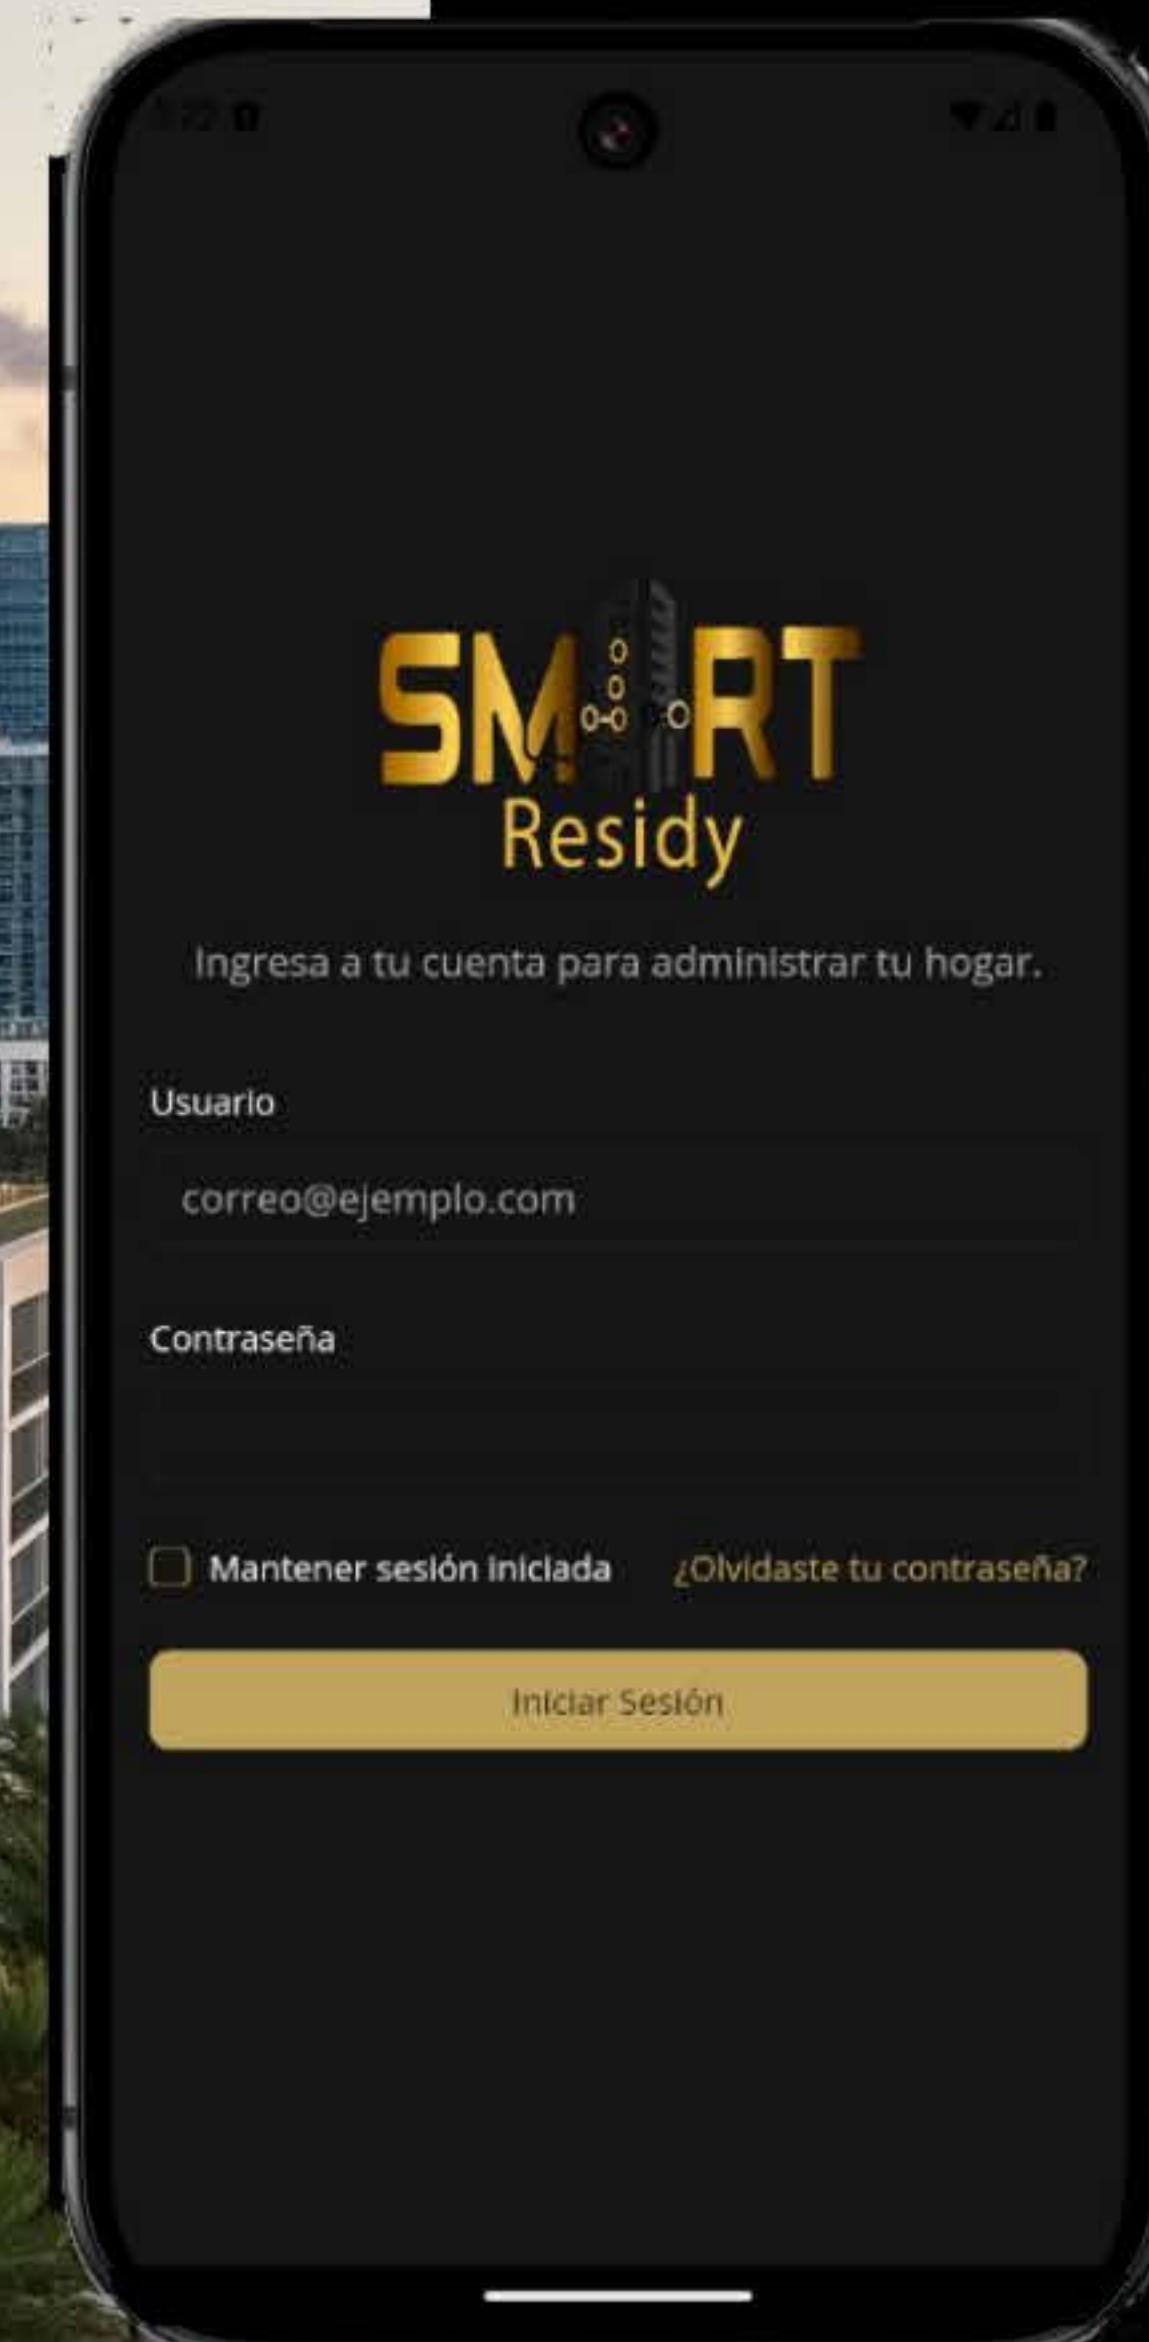 SMART
Residy
Ingresa a tu cuenta para administrar tu hogar.
Usuario
correo@ejemplo.com
Contraseña
Mantener sesión iniciada
¿Olvidaste tu contraseña?
Iniciar Sesión